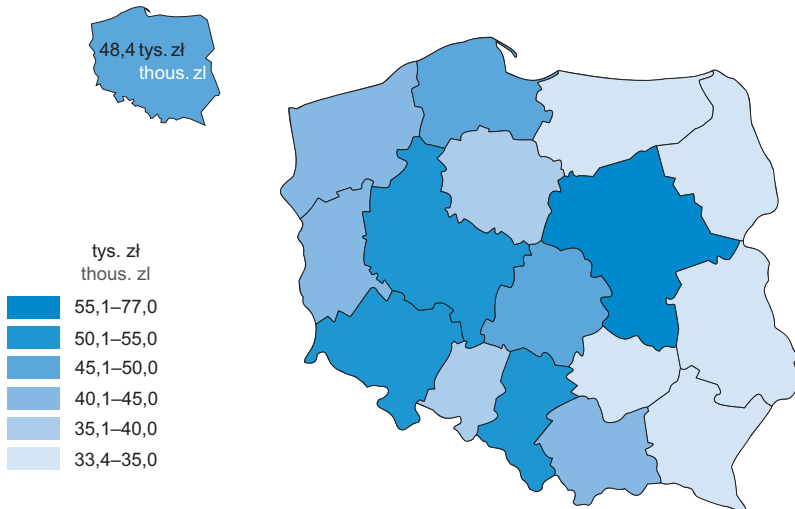 48,4 tys. zł
thous. zl
tys. zł
thous. zl
55,1–77,0
50,1–55,0
45,1–50,0
40,1–45,0
35,1–40,0
33,4–35,0